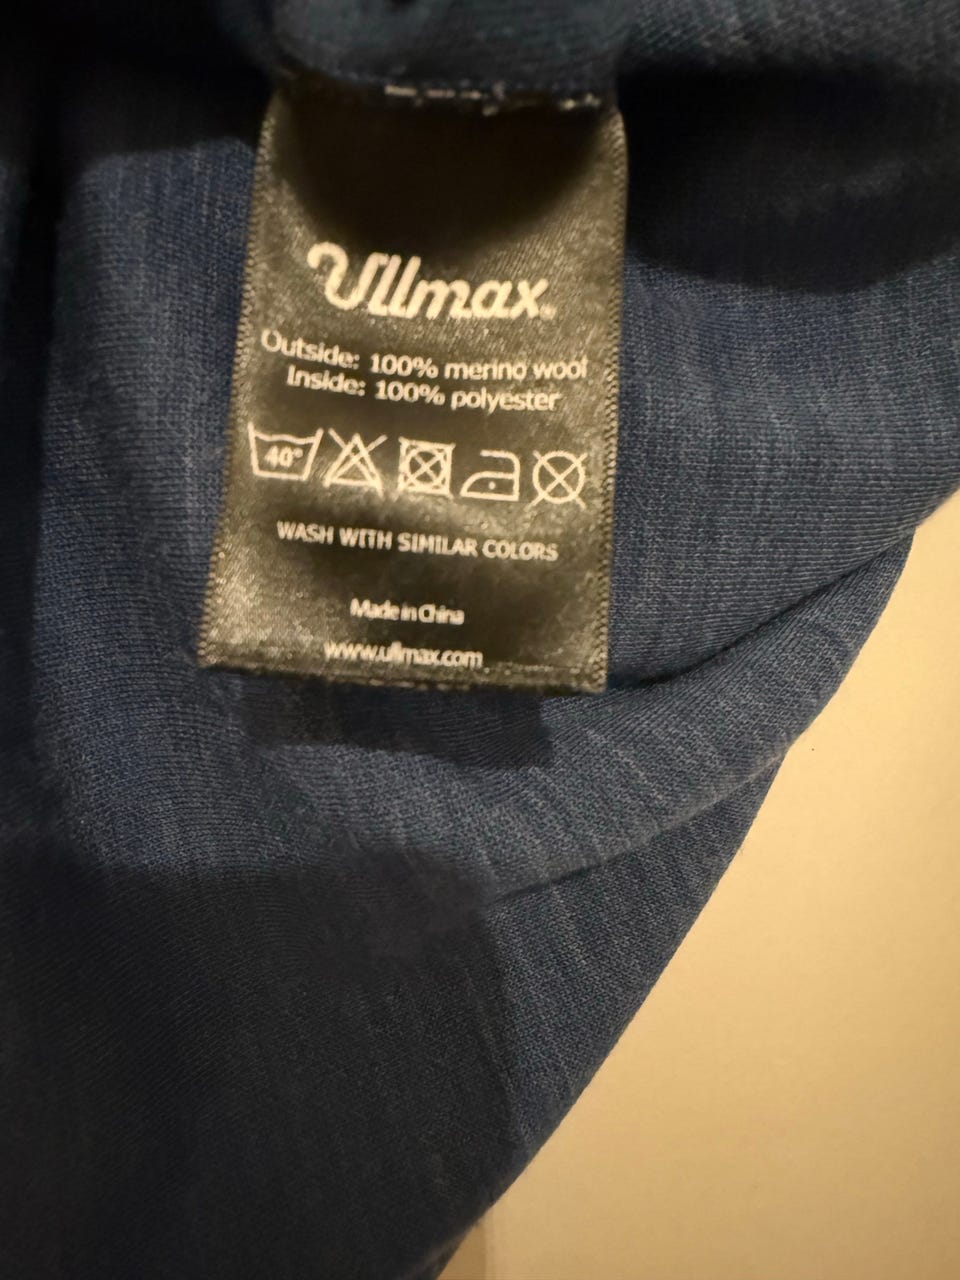 Ullmax
Outside: 100% merino wool
Inside: 100% polyester
40°
WASH WITH SIMILAR COLORS
Made in China
www.ullmax.com